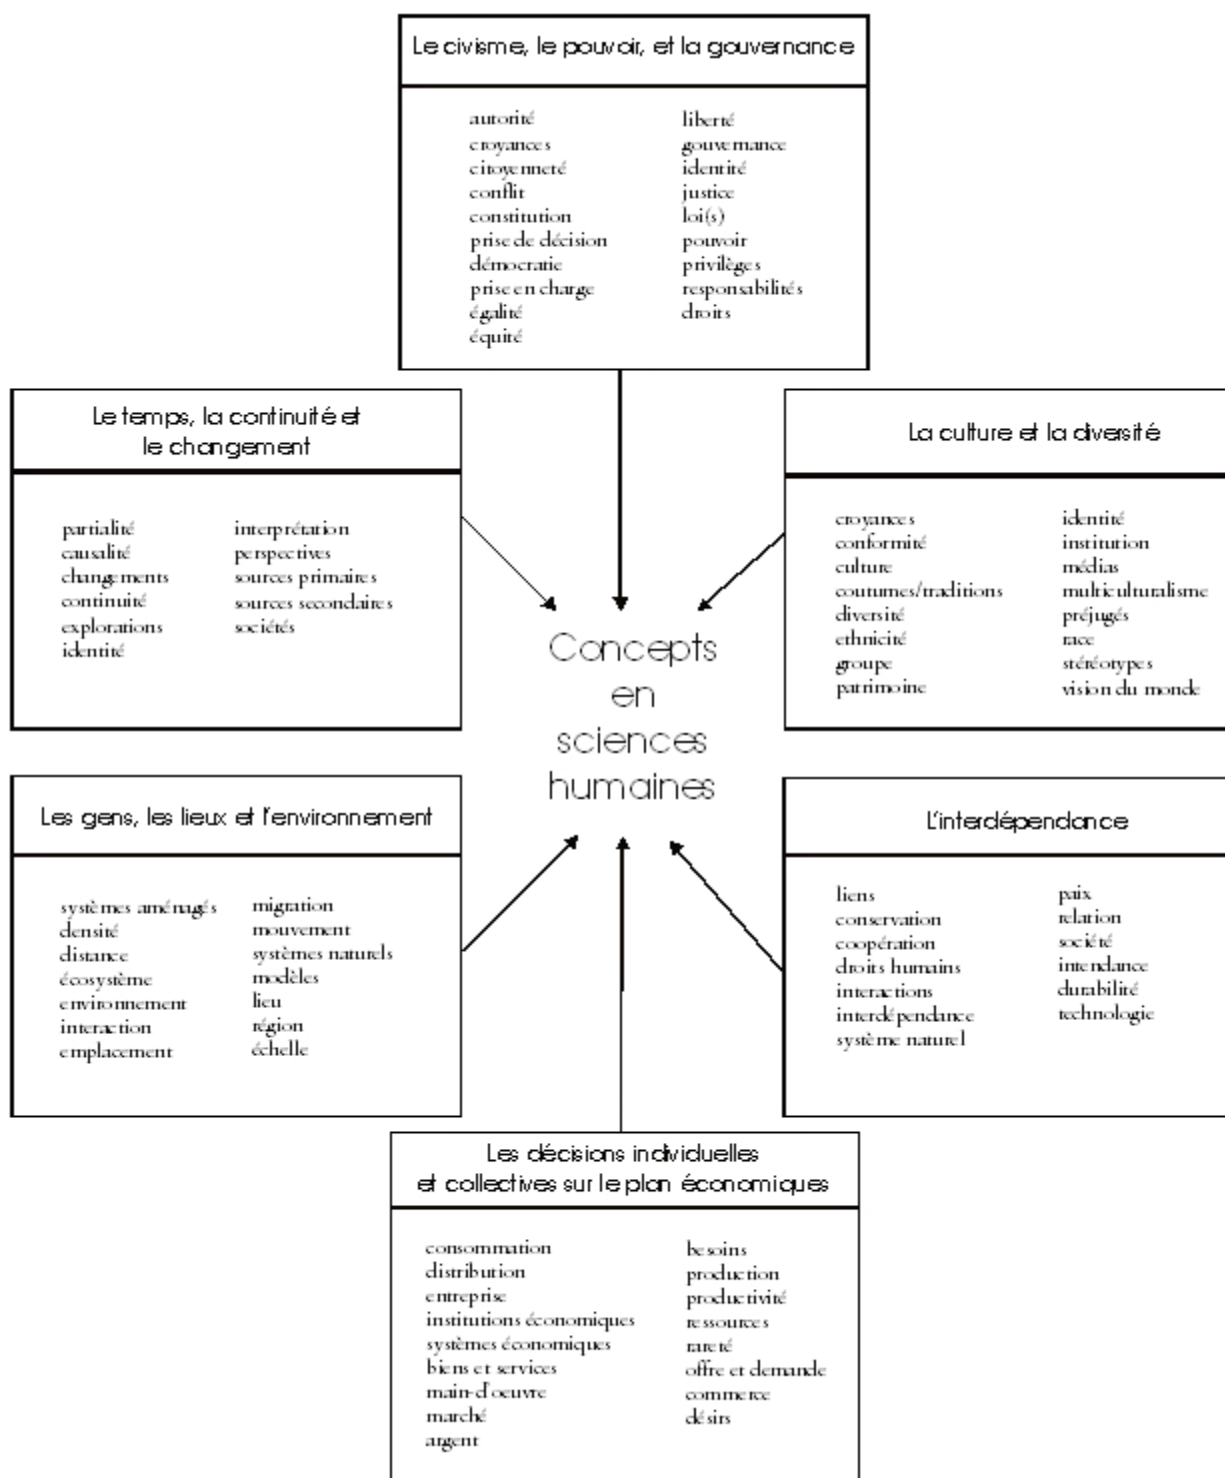 Le civisme, le pouvoir, et la gouvernance
autorité
croyances
citoyenneté
conflit
constitution
prise de décision
démocratie
prise en charge
égalité
équité
liberté
gouvernance
identité
justice
loi(s)
pouvoir
privilèges
responsabilités
droits
Le temps, la continuité et
le changement
partialité
causalité
changements
continuité
explorations
identité
interprétation
perspectives
sources primaires
sources secondaires
sociétés
La culture et la diversité
croyances
conformité
culture
coutumes/traditions
diversité
ethnicité
groupe
patrimoine
identité
institution
médias
multiculturalisme
préjugés
race
stéréotypes
vision du monde
Concepts
en
sciences
humaines
Les gens, les lieux et l'environnement
systèmes aménagés
densité
distance
écosystème
environnement
interaction
emplacement
migration
mouvement
systèmes naturels
modèles
lieu
région
échelle
L'interdépendance
liens
conservation
coopération
droits humains
interactions
interdépendance
système naturel
paix
relation
société
intendance
durabilité
technologie
Les décisions individuelles
et collectives sur le plan économiques
consommation
distribution
entreprise
institutions économiques
systèmes économiques
biens et services
main-d'oeuvre
marché
argent
besoins
production
productivité
ressources
rareté
offre et demande
commerce
désirs